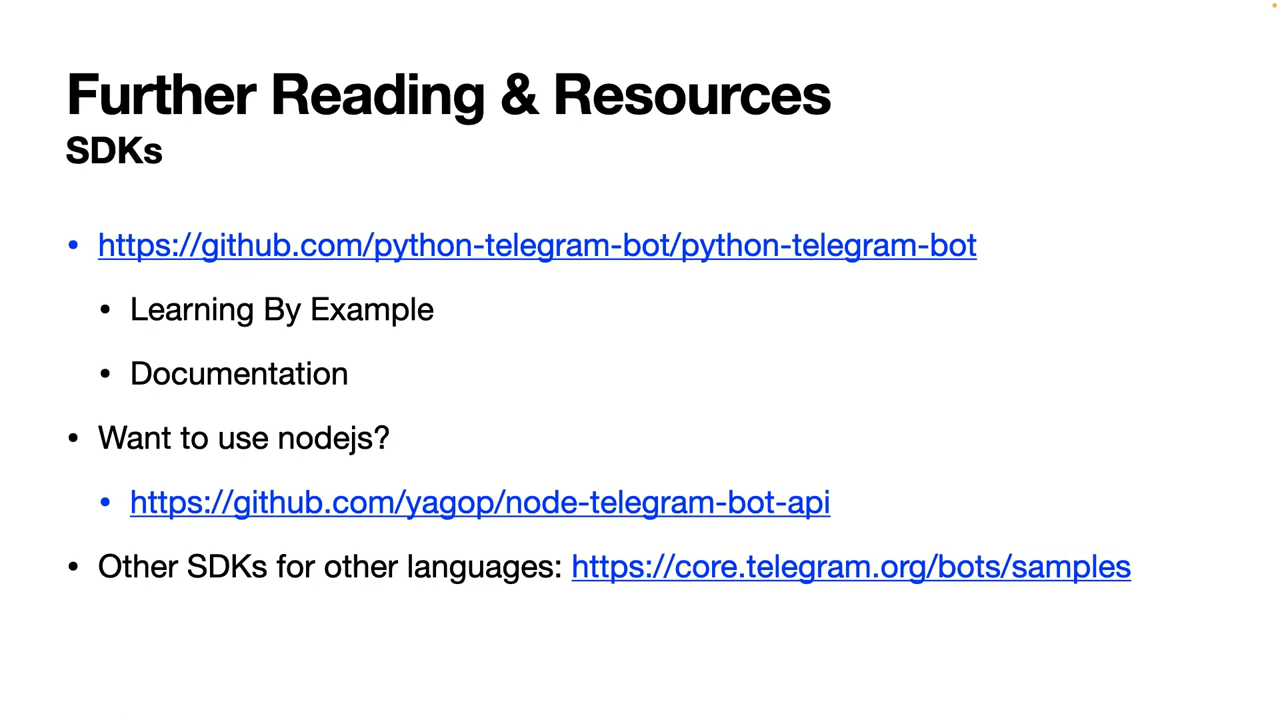 Further Reading & Resources
SDKs
• https://github.com/python-telegram-bot/python-telegram-bot
• Learning By Example
• Documentation
• Want to use nodejs?
• https://github.com/yagop/node-telegram-bot-api
• Other SDKs for other languages: https://core.telegram.org/bots/samples